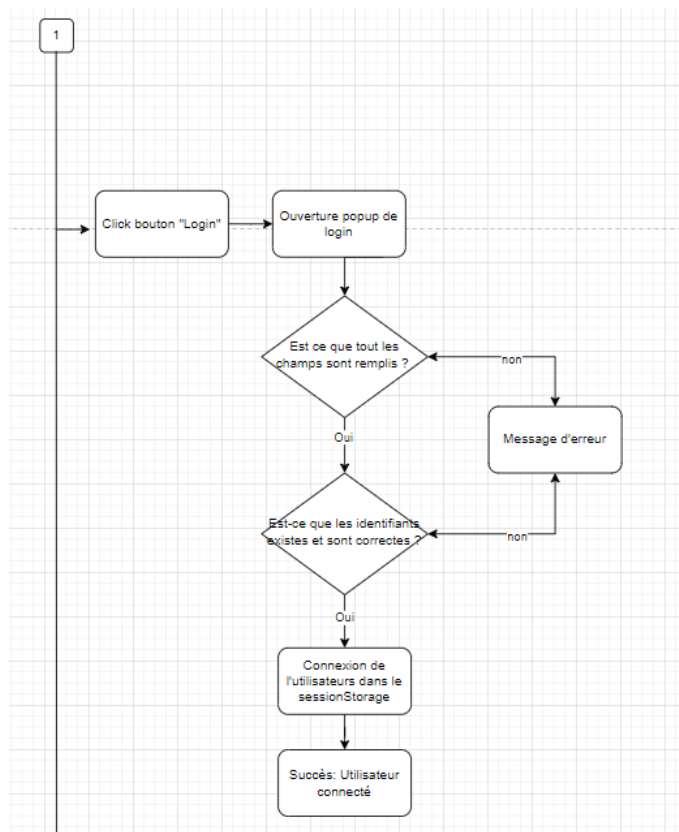 1
Click bouton "Login"
Ouverture popup de
login
Est ce que tout les
champs sont remplis ?
non
Message d'erreur
Oui
Est-ce que les identifiants
existes et sont correctes ?
non
Oui
Connexion de
l'utilisateurs dans le
sessionStorage
Succès: Utilisateur
connecté